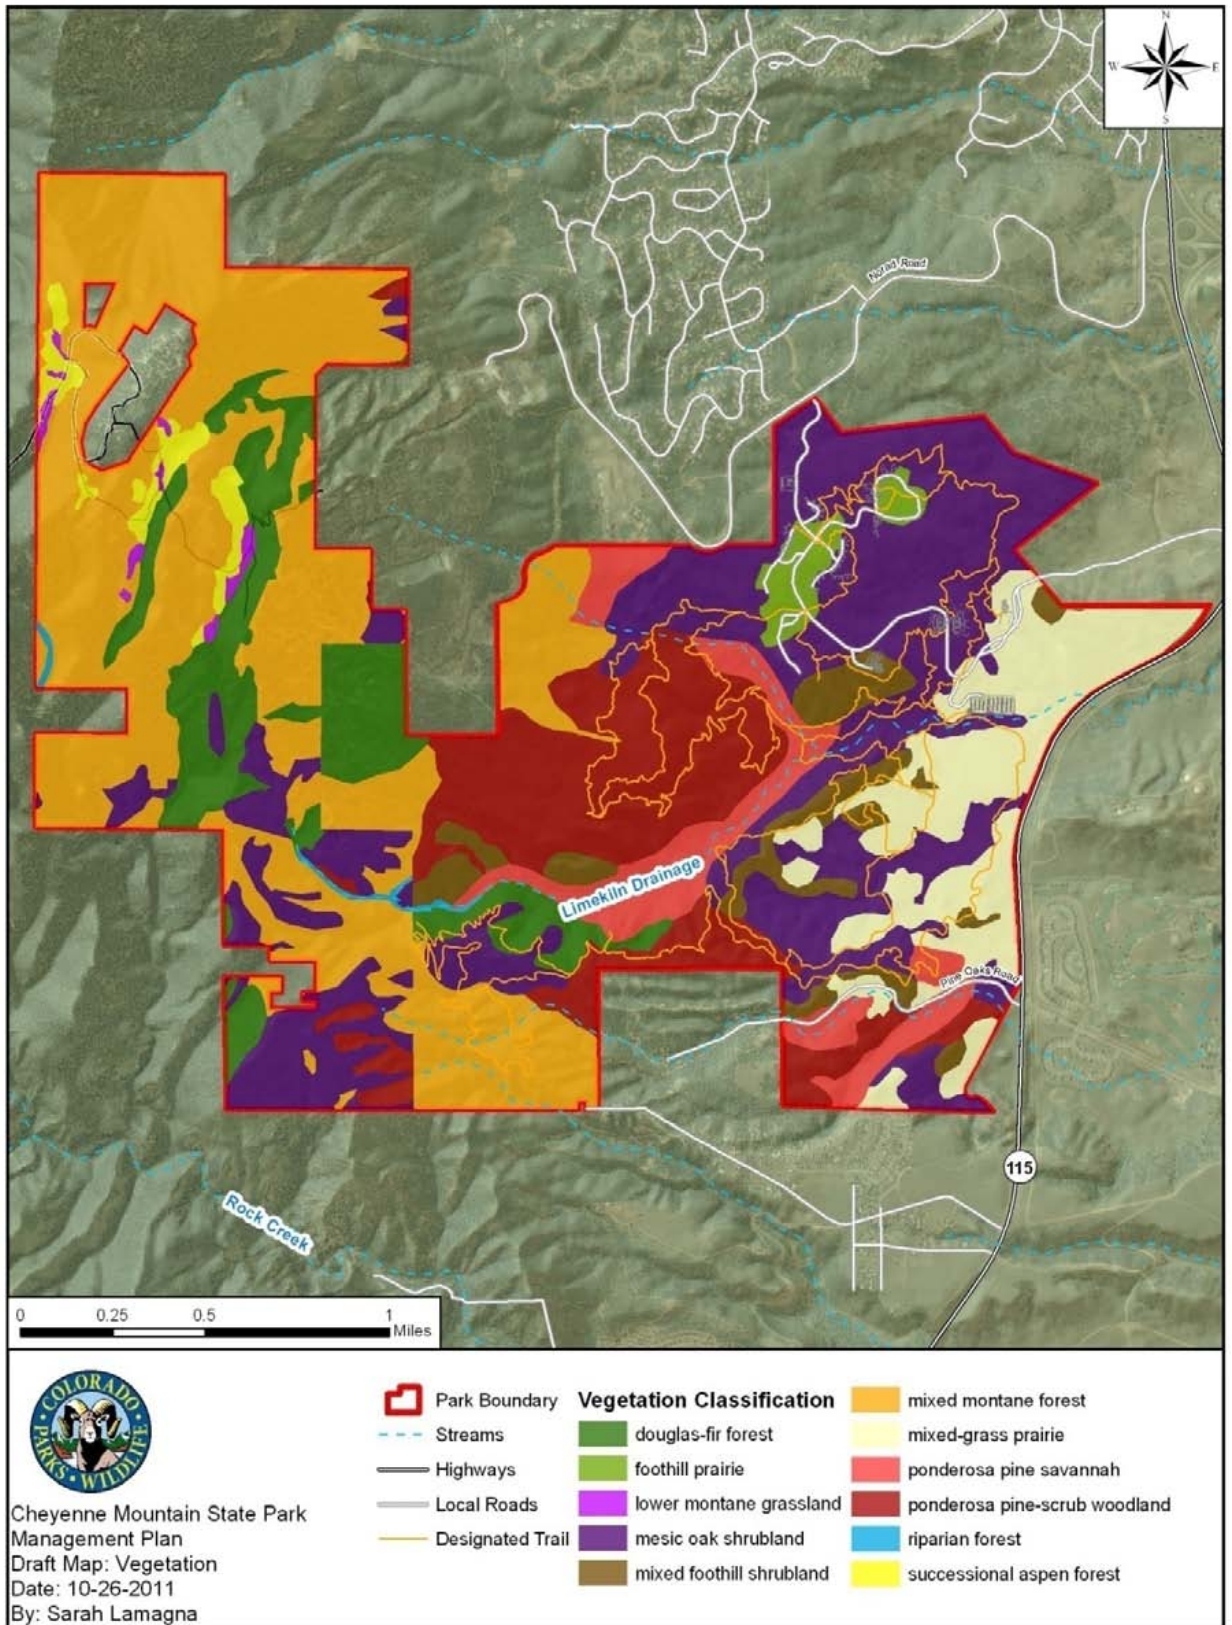 N
W E
S
Norad Road
Limekiln Drainage
Pine Oaks Road
115
Rock Creek
0 0.25 0.5 1
Miles
COLORADO
PARKS • WILDLIFE
Cheyenne Mountain State Park
Management Plan
Draft Map: Vegetation
Date: 10-26-2011
By: Sarah Lamagna
Park Boundary
Streams
Highways
Local Roads
Designated Trail
Vegetation Classification
douglas-fir forest
foothill prairie
lower montane grassland
mesic oak shrubland
mixed foothill shrubland
mixed montane forest
mixed-grass prairie
ponderosa pine savannah
ponderosa pine-scrub woodland
riparian forest
successional aspen forest